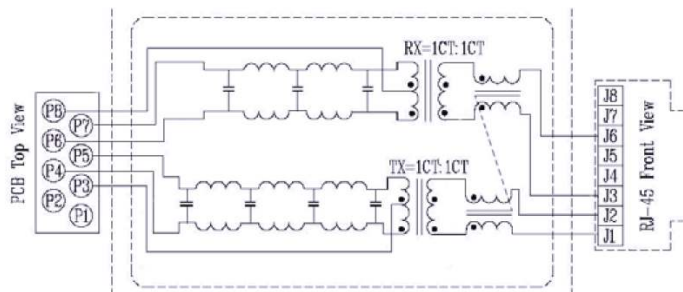 RX=1CT:1CT
TX=1CT:1CT
PCB Top View
P8
P7
P6
P5
P4
P3
P2
P1
J8
J7
J6
J5
J4
J3
J2
J1
RJ-45 Front View